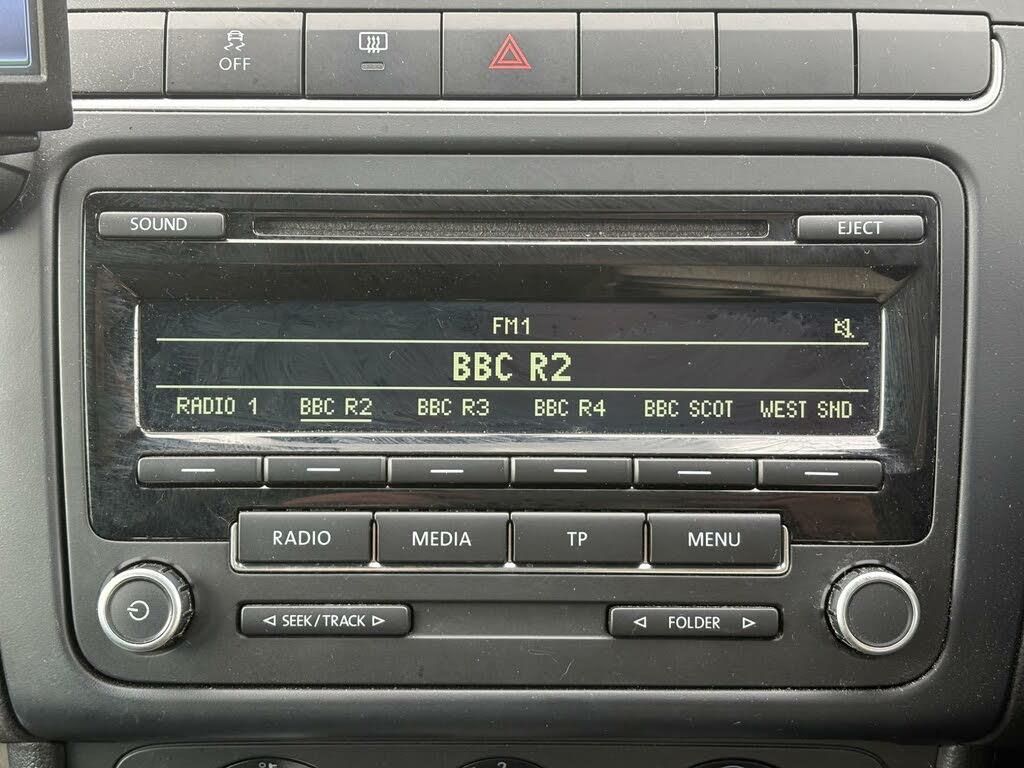 OFF
SOUND EJECT
FM1
BBC R2
RADIO 1 BBC R2 BBC R3 BBC R4 BBC SCOT WEST SND
RADIO MEDIA TP MENU
SEEK/TRACK FOLDER